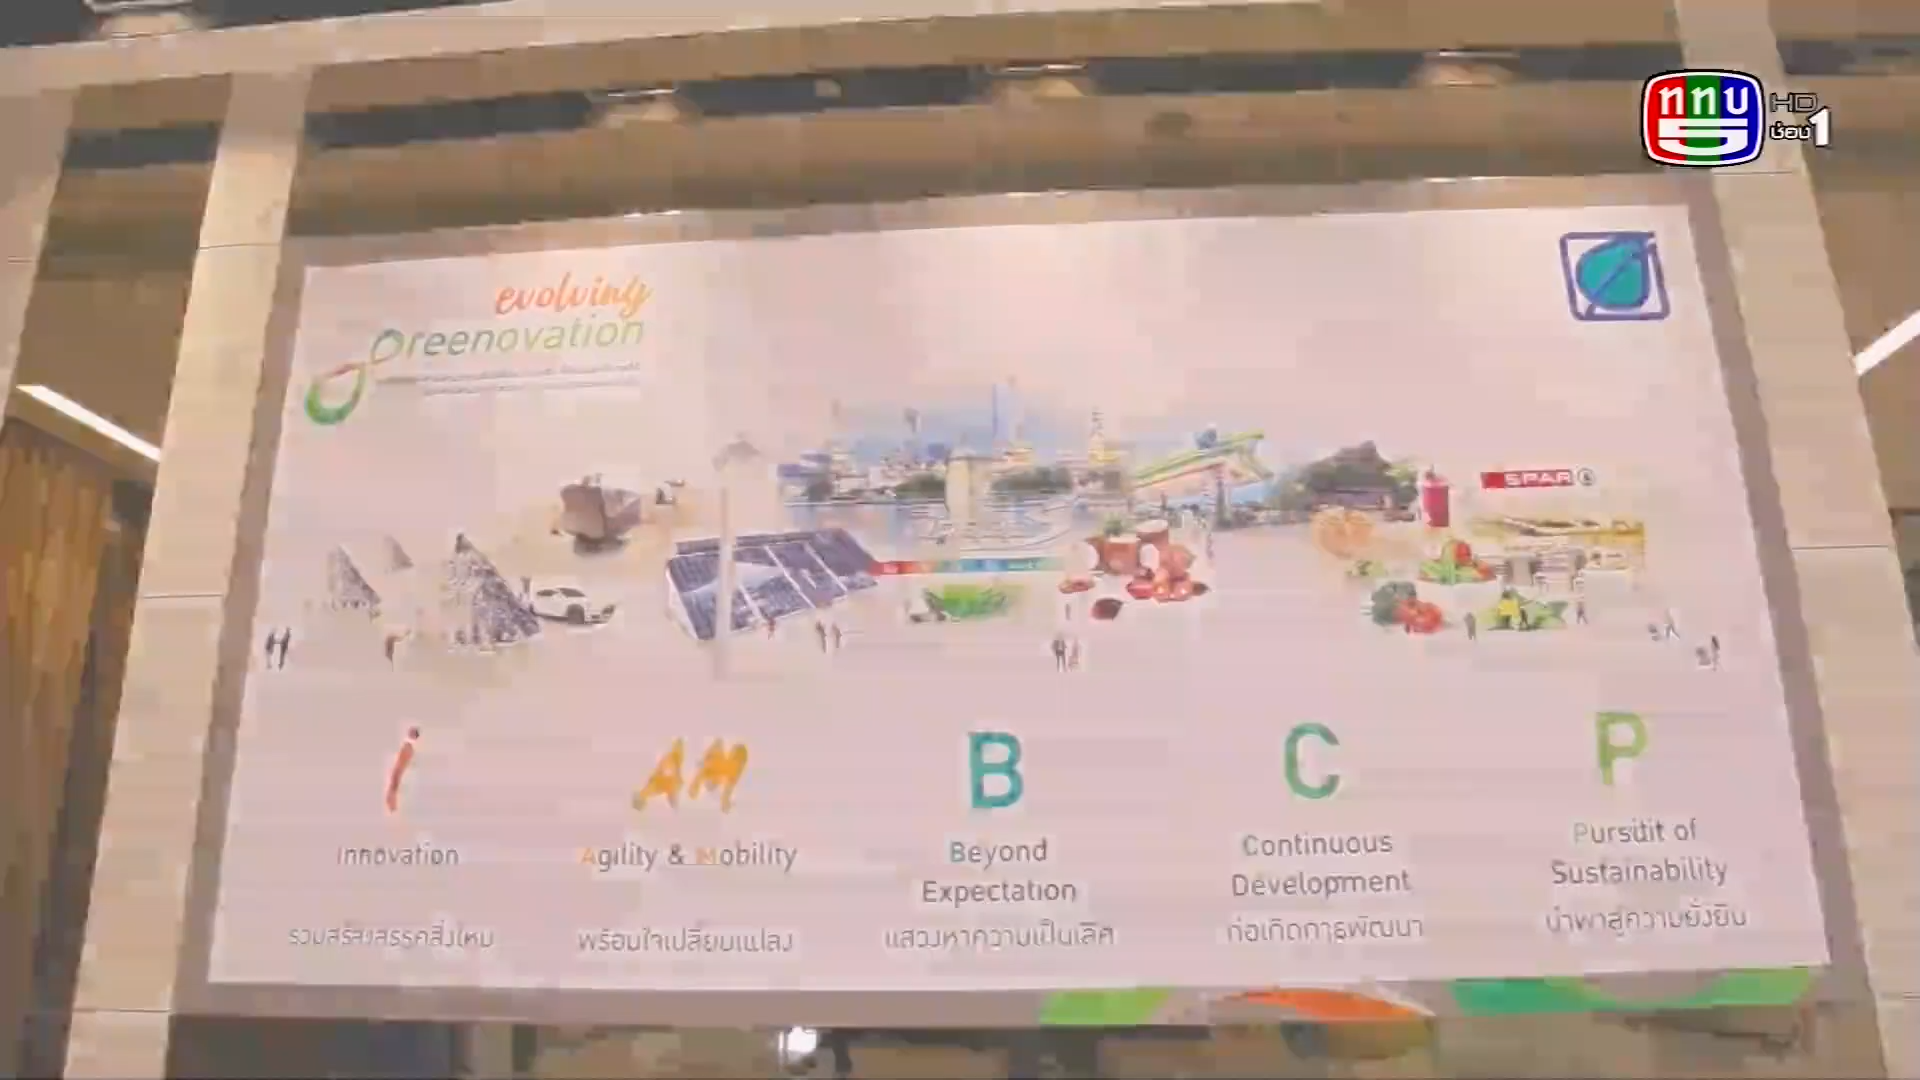 ททบ
5
HD
ช่อง1
evolving
greenovation
SPAR
i
AM
B
C
P
Innovation
Agility & Mobility
Beyond
Expectation
Continuous
Development
Pursuit of
Sustainability
รวมสร้างสรรค์สิ่งใหม่
พร้อมใจเปลี่ยนแปลง
แสวงหาความเป็นเลิศ
ก่อเกิดการพัฒนา
นำพาสู่ความยั่งยืน